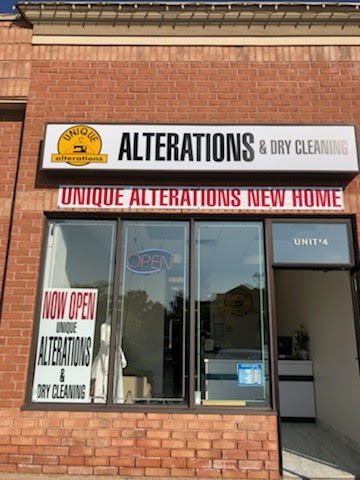 UNIQUE
alterations
ALTERATIONS & DRY CLEANING
UNIQUE ALTERATIONS NEW HOME
UNIT#4
OPEN
NOW OPEN
UNIQUE
ALTERATIONS
&
DRY CLEANING